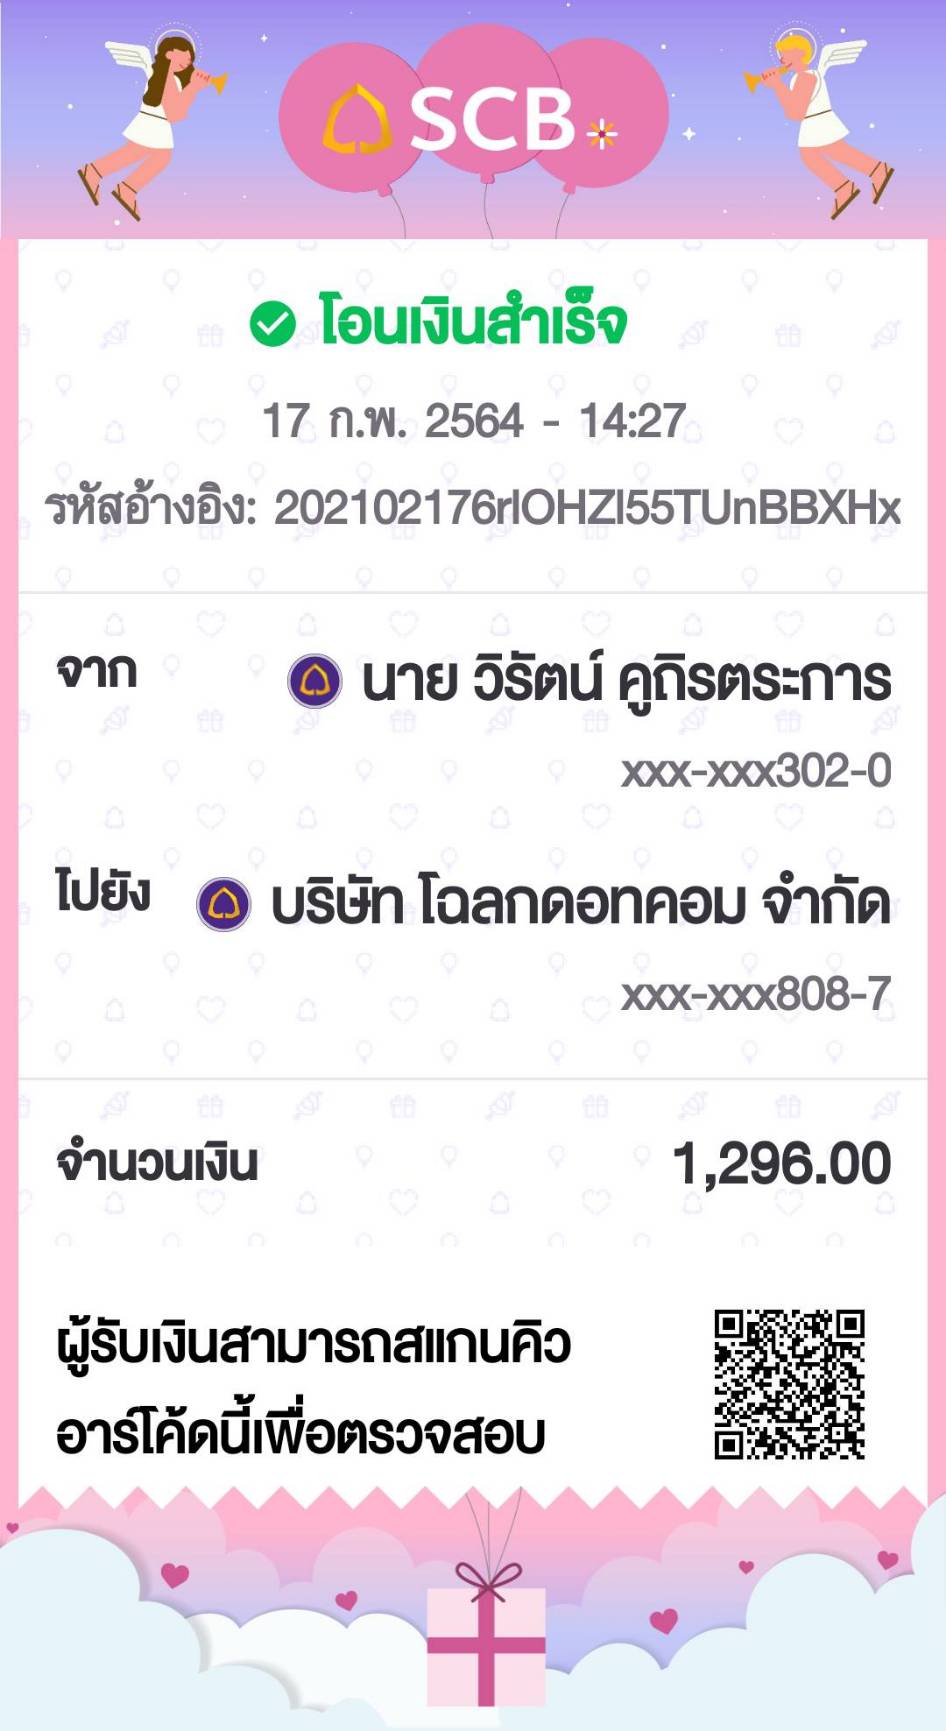 SCB
โอนเงินสำเร็จ
17 ก.พ. 2564 - 14:27
รหัสอ้างอิง: 202102176rlOHZI55TUnBBXHx
จาก นาย วิรัตน์ คูถิรตระการ
xxx-xxx302-0
ไปยัง บริษัท โฉลกดอทคอม จำกัด
xxx-xxx808-7
จำนวนเงิน 1,296.00
ผู้รับเงินสามารถสแกนคิว
อาร์โค้ดนี้เพื่อตรวจสอบ